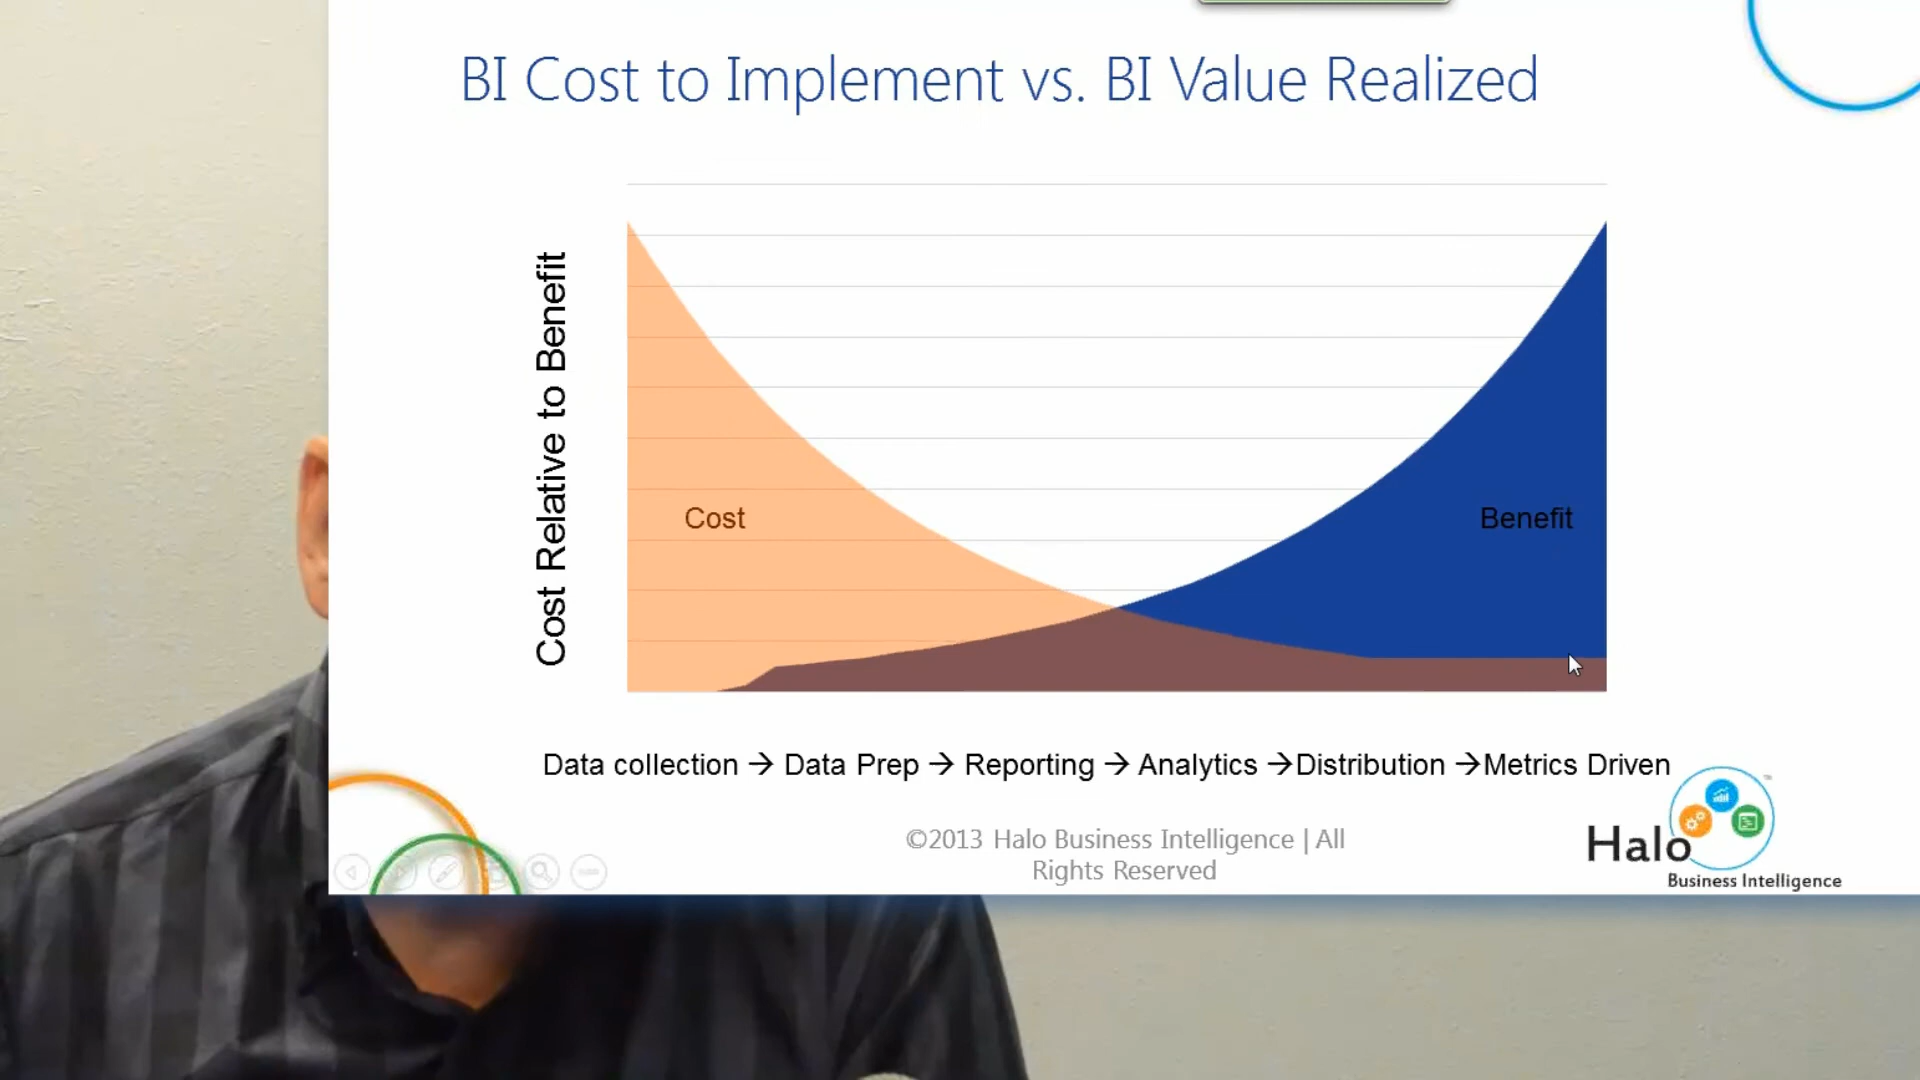 BI Cost to Implement vs. BI Value Realized
Cost Relative to Benefit
Cost
Benefit
Data collection → Data Prep → Reporting → Analytics →Distribution →Metrics Driven
©2013 Halo Business Intelligence | All
Rights Reserved
Halo
Business Intelligence